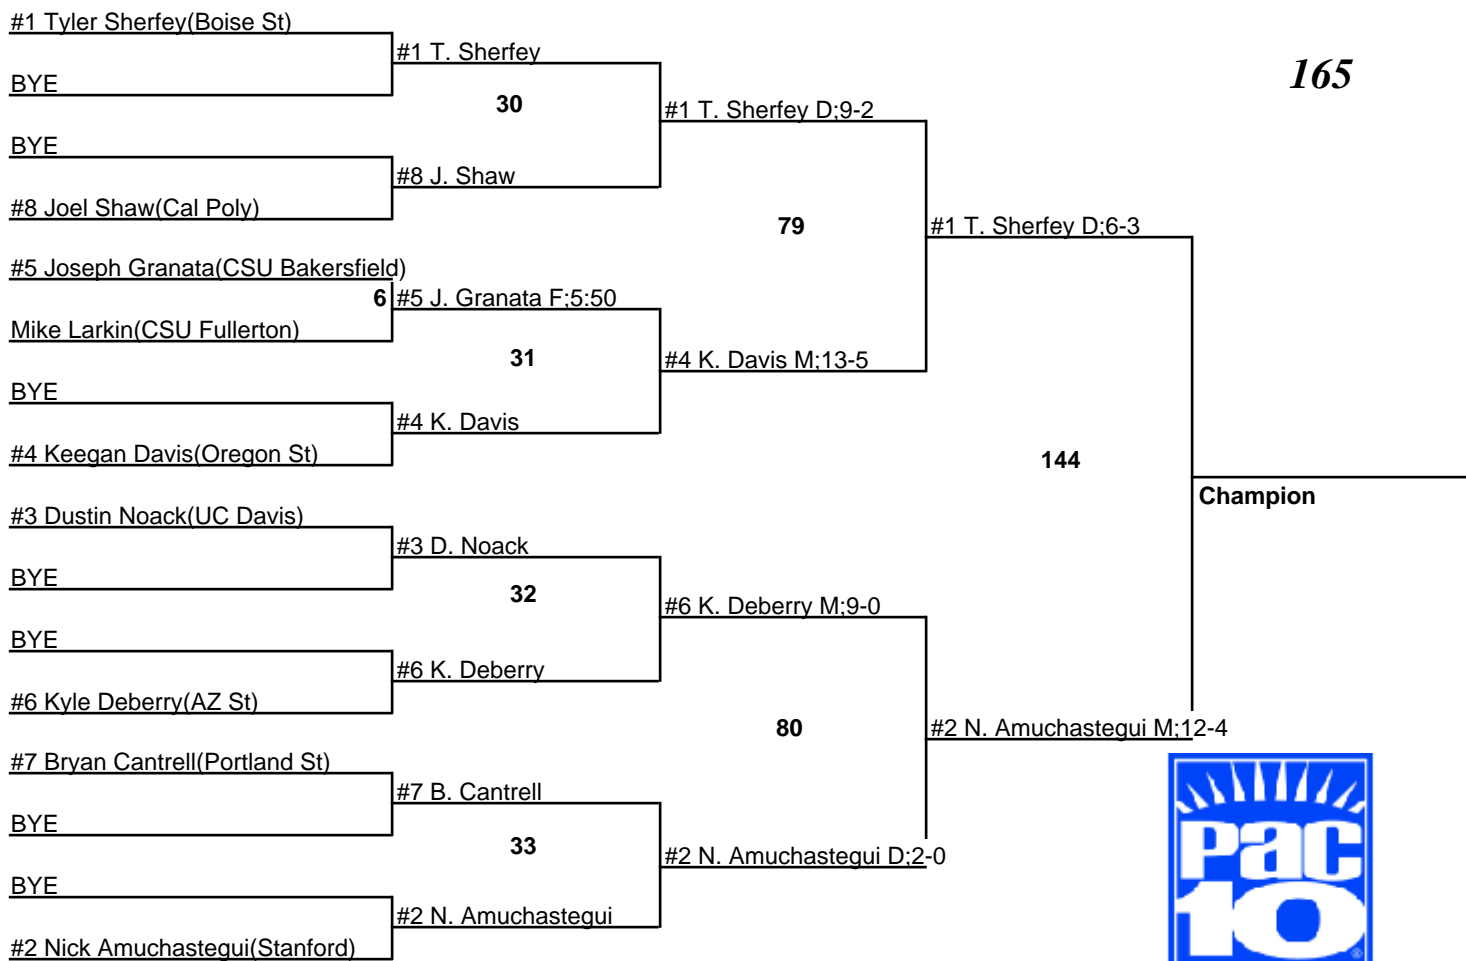 #1 Tyler Sherfey(Boise St)
BYE
BYE
#8 Joel Shaw(Cal Poly)
#5 Joseph Granata(CSU Bakersfield)
Mike Larkin(CSU Fullerton)
BYE
#4 Keegan Davis(Oregon St)
#3 Dustin Noack(UC Davis)
BYE
BYE
#6 Kyle Deberry(AZ St)
#7 Bryan Cantrell(Portland St)
BYE
BYE
#2 Nick Amuchastegui(Stanford)
#1 T. Sherfey
30
#8 J. Shaw
6
#5 J. Granata F;5:50
31
#4 K. Davis
#3 D. Noack
32
#6 K. Deberry
#7 B. Cantrell
33
#2 N. Amuchastegui
#1 T. Sherfey D;9-2
79
#4 K. Davis M;13-5
#6 K. Deberry M;9-0
80
#2 N. Amuchastegui D;2-0
#1 T. Sherfey D;6-3
144
#2 N. Amuchastegui M;12-4
165
Champion
Pac
10
®